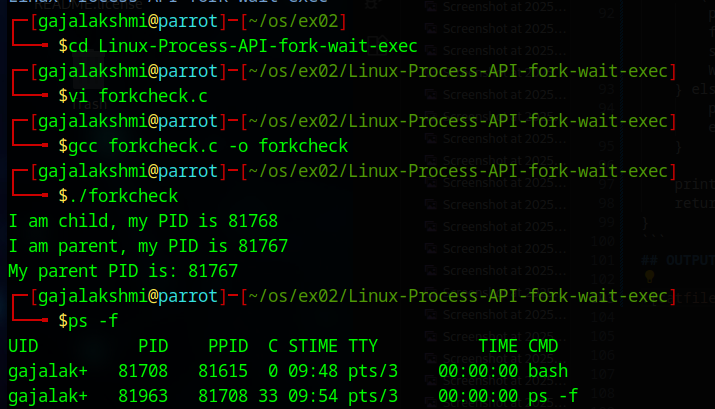 ┌─[gajalakshmi@parrot]─[~/os/ex02]
└──╼ $cd Linux-Process-API-fork-wait-exec
┌─[gajalakshmi@parrot]─[~/os/ex02/Linux-Process-API-fork-wait-exec]
└──╼ $vi forkcheck.c
┌─[gajalakshmi@parrot]─[~/os/ex02/Linux-Process-API-fork-wait-exec]
└──╼ $gcc forkcheck.c -o forkcheck
┌─[gajalakshmi@parrot]─[~/os/ex02/Linux-Process-API-fork-wait-exec]
└──╼ $./forkcheck
I am child, my PID is 81768
I am parent, my PID is 81767
My parent PID is: 81767
┌─[gajalakshmi@parrot]─[~/os/ex02/Linux-Process-API-fork-wait-exec]
└──╼ $ps -f
UID PID PPID C STIME TTY TIME CMD
gajalak+ 81708 81615 0 09:48 pts/3 00:00:00 bash
gajalak+ 81963 81708 33 09:54 pts/3 00:00:00 ps -f